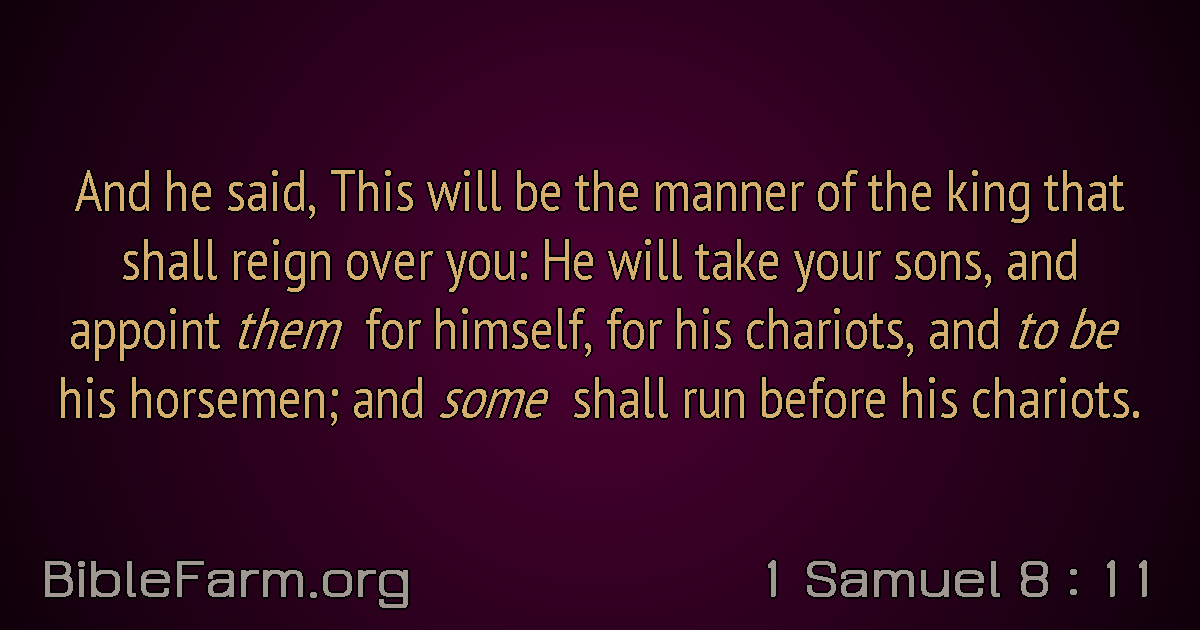 And he said, This will be the manner of the king that
shall reign over you: He will take your sons, and
appoint them for himself, for his chariots, and to be
his horsemen; and some shall run before his chariots.
BibleFarm.org
1 Samuel 8 : 11